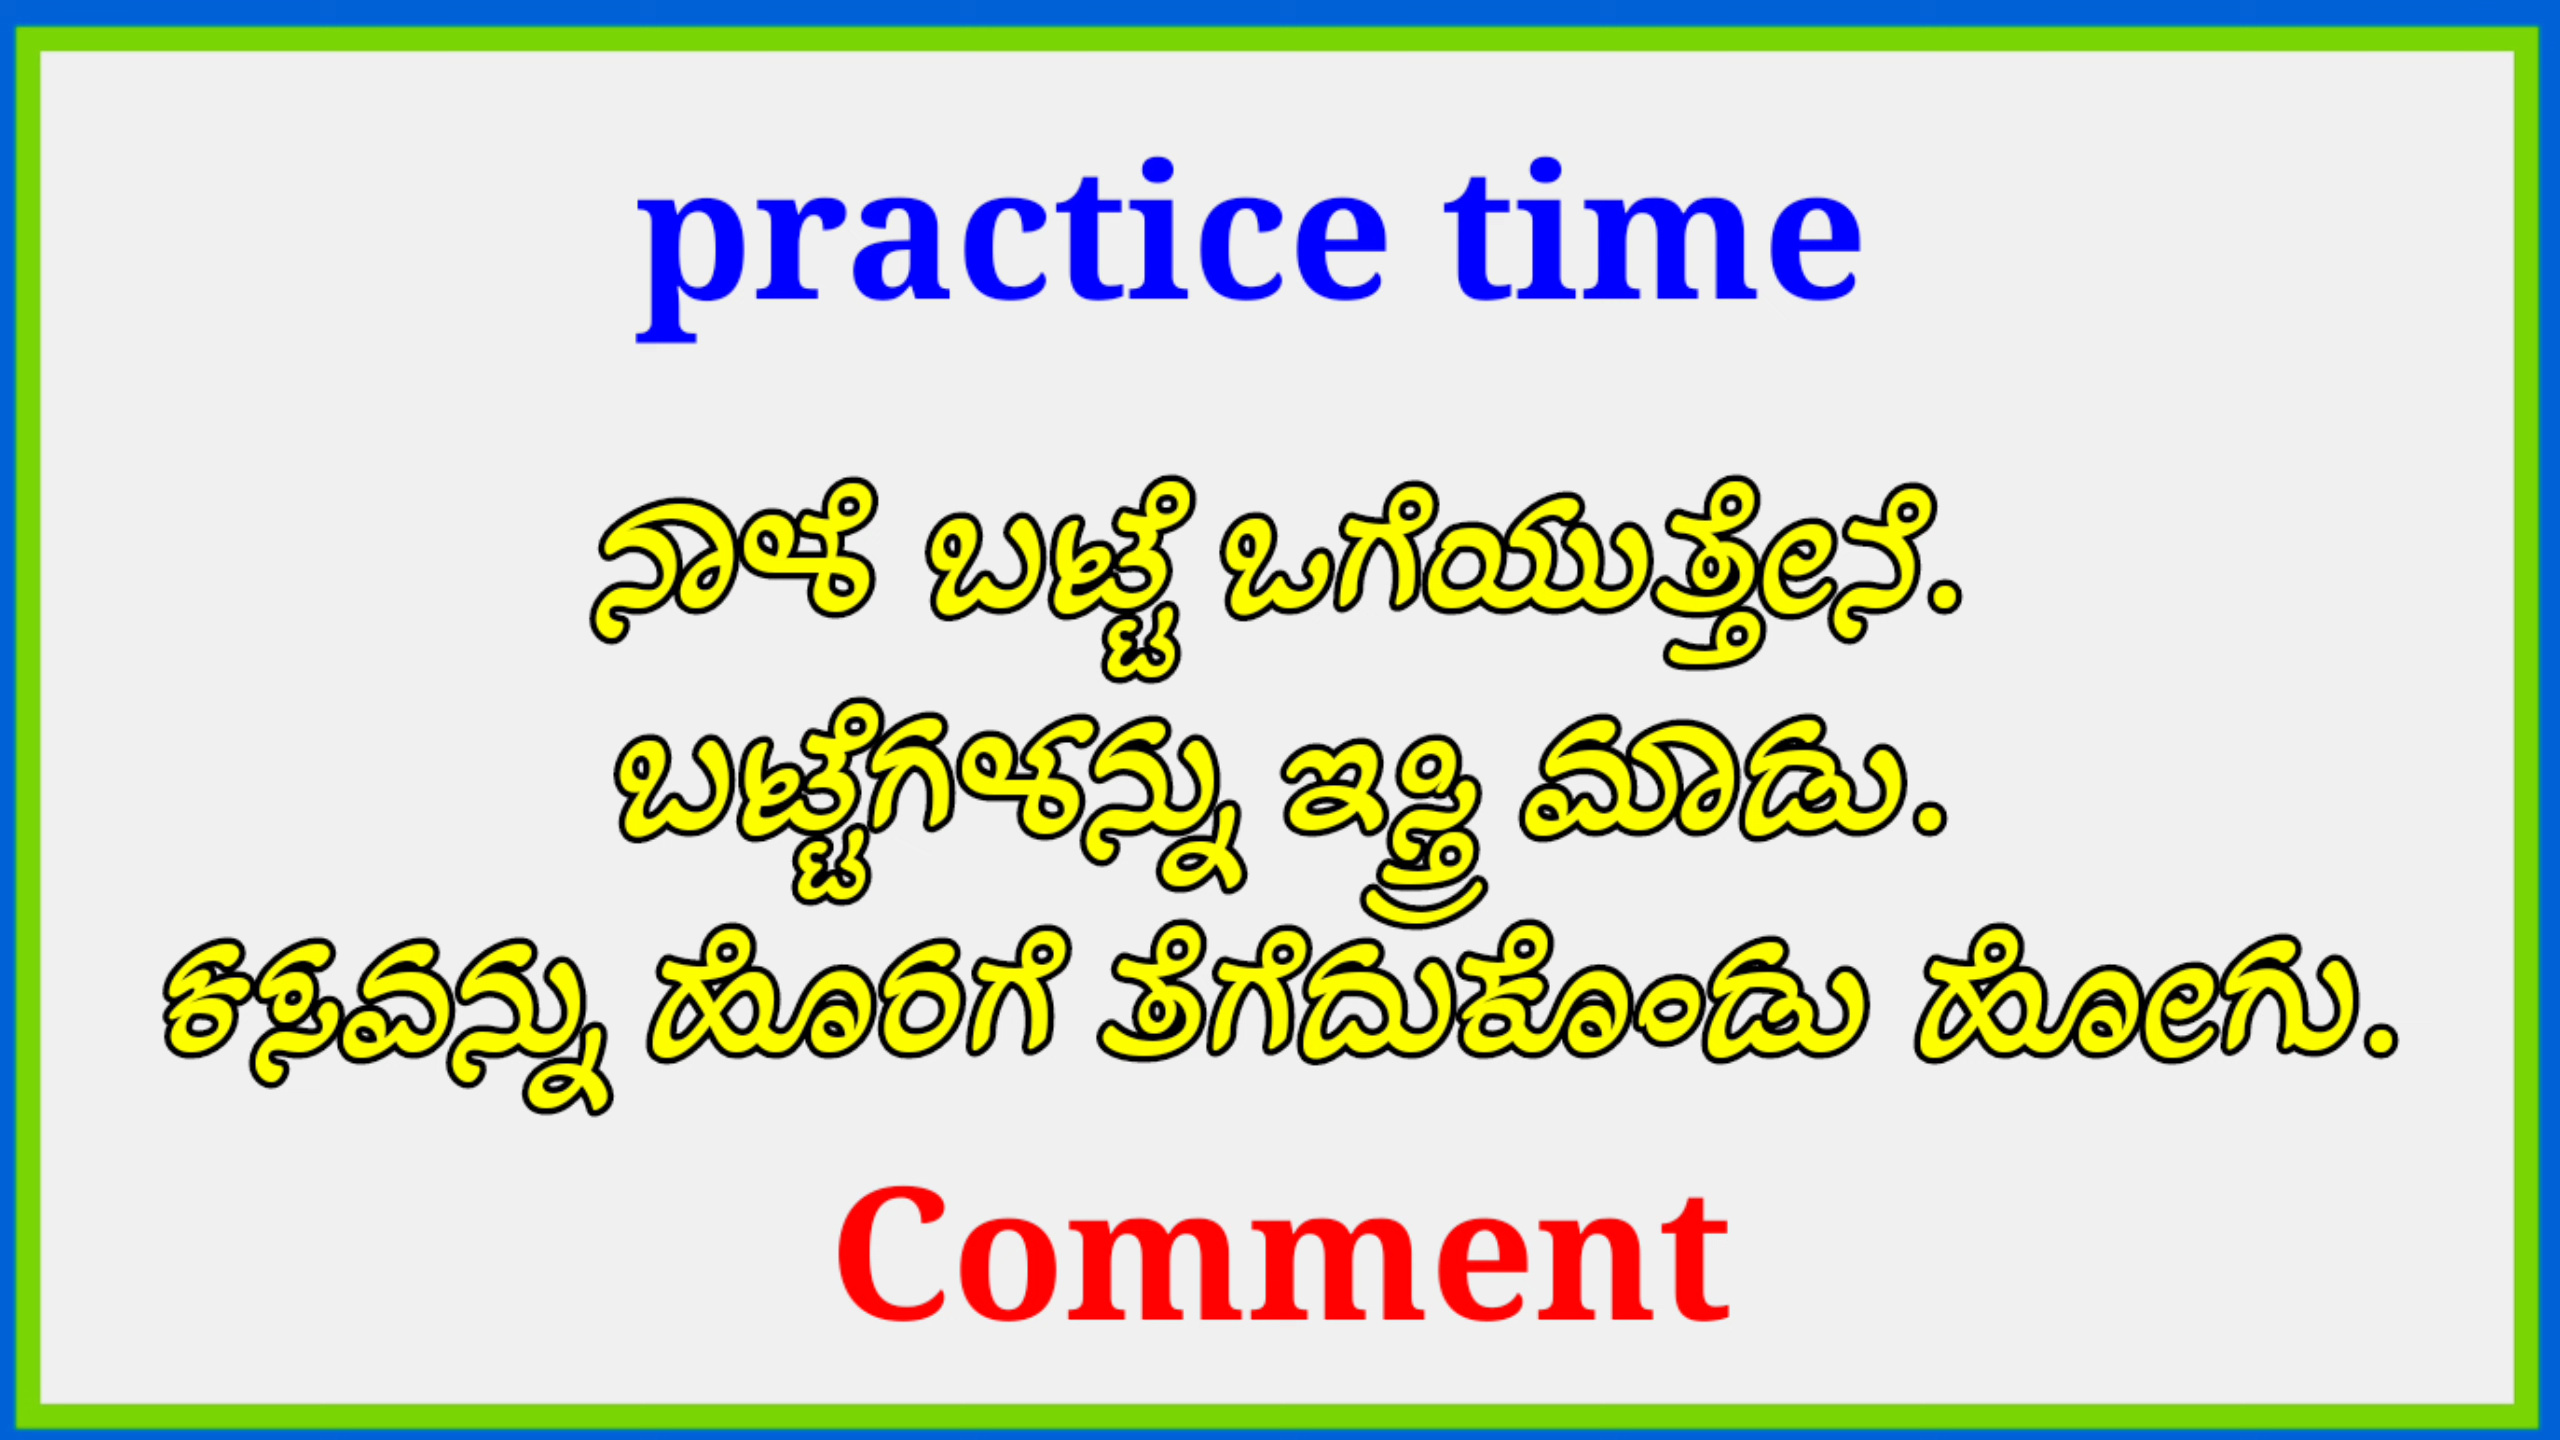 practice time
ನಾಳೆ ಬಟ್ಟೆ ಒಗೆಯುತ್ತೇನೆ.
ಬಟ್ಟೆಗಳನ್ನು ಇಸ್ತ್ರಿ ಮಾಡು.
ಕಸವನ್ನು ಹೊರಗೆ ತೆಗೆದುಕೊಂಡು ಹೋಗು.
Comment